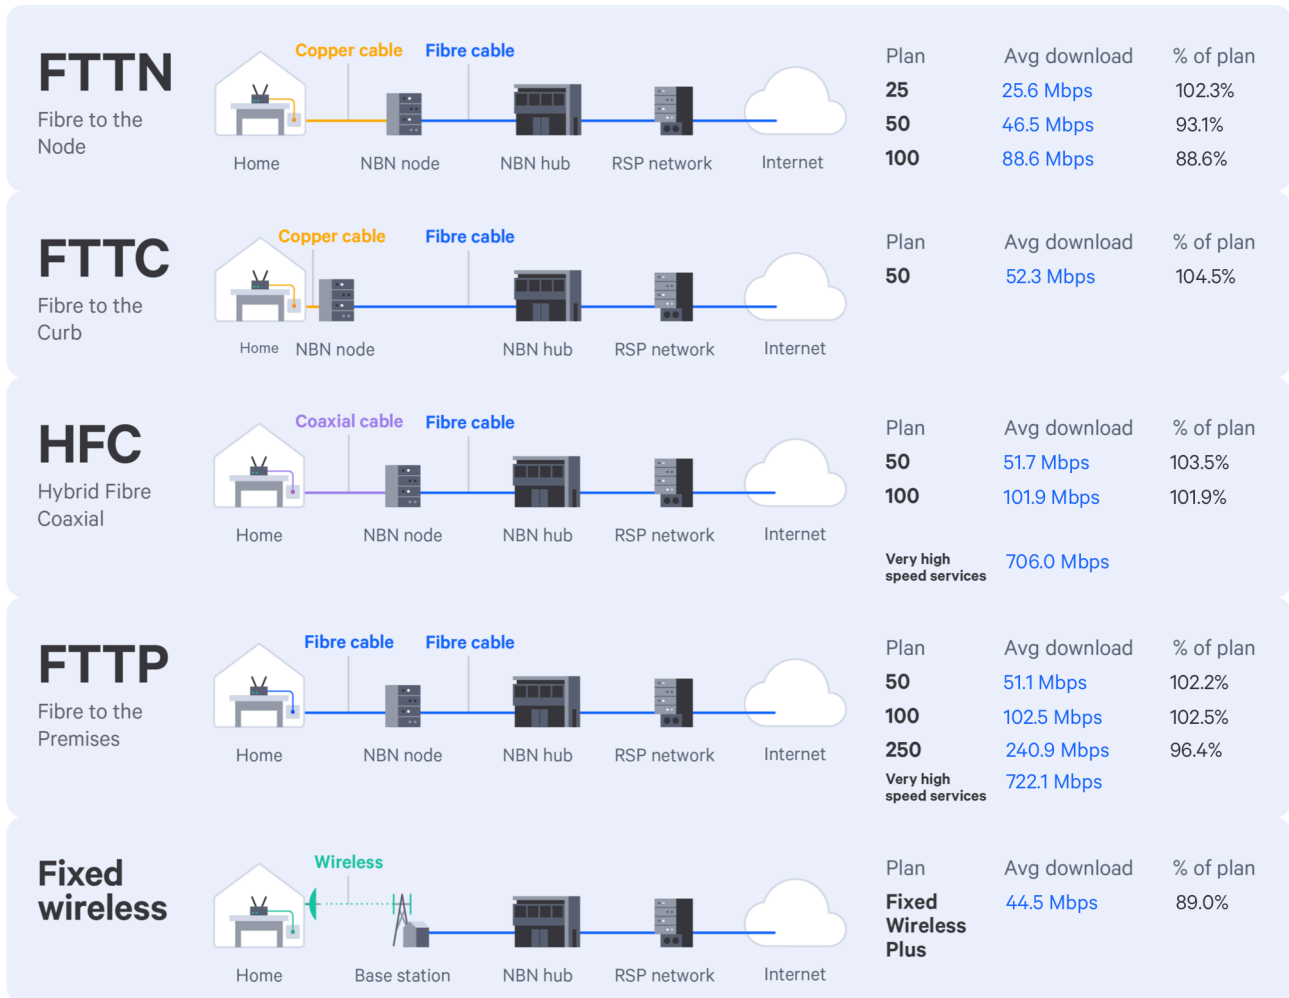 FTTN
Fibre to the
Node
Copper cable
Fibre cable
Home
NBN node
NBN hub
RSP network
Internet
Plan Avg download % of plan
25 25.6 Mbps 102.3%
50 46.5 Mbps 93.1%
100 88.6 Mbps 88.6%
FTTC
Fibre to the
Curb
Copper cable
Fibre cable
Home
NBN node
NBN hub
RSP network
Internet
Plan Avg download % of plan
50 52.3 Mbps 104.5%
HFC
Hybrid Fibre
Coaxial
Coaxial cable
Fibre cable
Home
NBN node
NBN hub
RSP network
Internet
Plan Avg download % of plan
50 51.7 Mbps 103.5%
100 101.9 Mbps 101.9%
Very high
speed services
706.0 Mbps
FTTP
Fibre to the
Premises
Fibre cable
Fibre cable
Home
NBN node
NBN hub
RSP network
Internet
Plan Avg download % of plan
50 51.1 Mbps 102.2%
100 102.5 Mbps 102.5%
250 240.9 Mbps 96.4%
Very high
speed services
722.1 Mbps
Fixed
wireless
Wireless
Home
Base station
NBN hub
RSP network
Internet
Plan Avg download % of plan
Fixed
Wireless
Plus
44.5 Mbps 89.0%